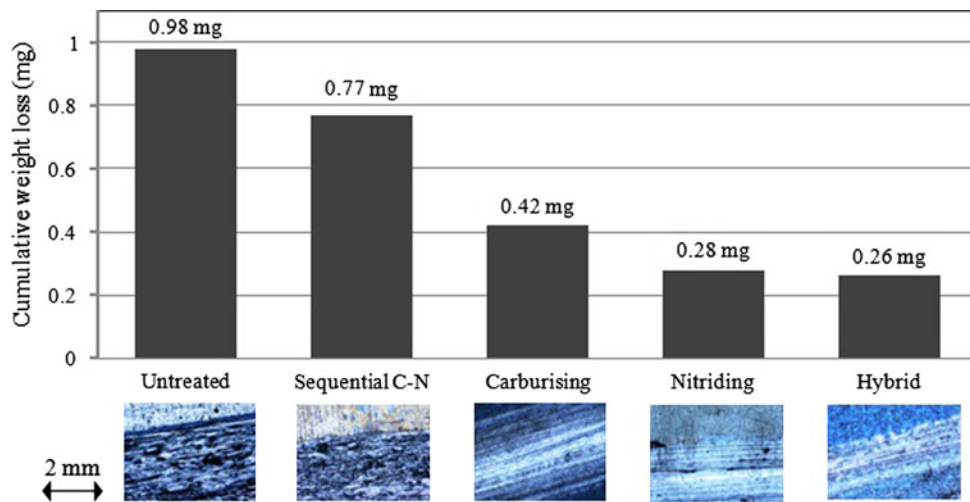 Cumulative weight loss (mg)
1
0.8
0.6
0.4
0.2
0
0.98 mg
0.77 mg
0.42 mg
0.28 mg
0.26 mg
Untreated
Sequential C-N
Carburising
Nitriding
Hybrid
2 mm